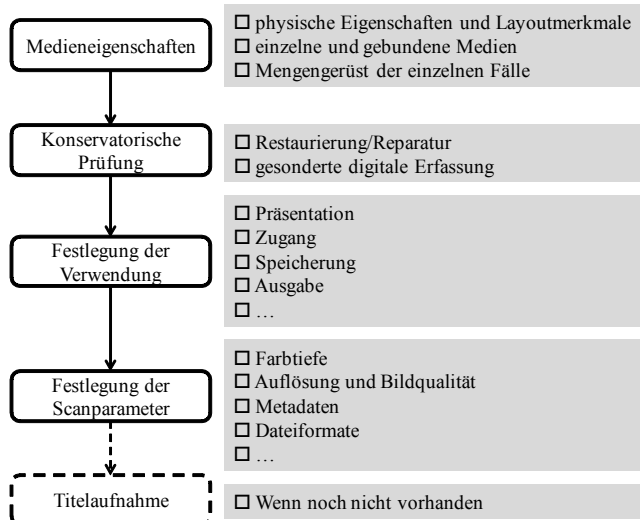 Medieneigenschaften
☐ physische Eigenschaften und Layoutmerkmale
☐ einzelne und gebundene Medien
☐ Mengengerüst der einzelnen Fälle
Konservatorische
Prüfung
☐ Restaurierung/Reparatur
☐ gesonderte digitale Erfassung
Festlegung der
Verwendung
☐ Präsentation
☐ Zugang
☐ Speicherung
☐ Ausgabe
☐ …
Festlegung der
Scanparameter
☐ Farbtiefe
☐ Auflösung und Bildqualität
☐ Metadaten
☐ Dateiformate
☐ …
Titelaufnahme
☐ Wenn noch nicht vorhanden